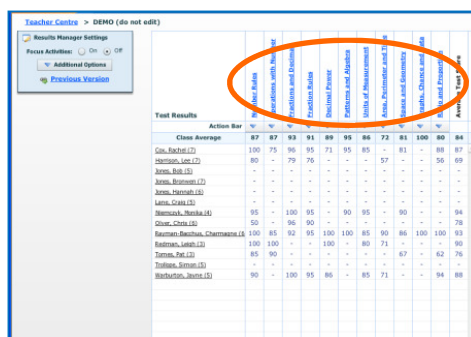 Teacher Centre > DEMO (do not edit)
Results Manager Settings
Focus Activities: On Off
Additional Options
Previous Version
Test Results
Number Rules
Operations with Number
Fractions and Decimals
Fraction Rules
Decimal Power
Patterns and Algebra
Units of Measurement
Area, Perimeter and Time
Space and Geometry
Graphs, Chance and Data
Ratio and Proportion
Average Test Scores
Action Bar
Class Average 87 87 93 91 89 95 86 72 81 100 80 84
Cox, Rachel (7) 100 75 96 95 71 95 85 - 81 - 88 87
Harrison, Lee (7) 80 - 79 76 - - - 57 - - 56 69
Jones, Bob (5) - - - - - - - - - - - -
Jones, Bronwen (7) - - - - - - - - - - - -
Jones, Hannah (6) - - - - - - - - - - - -
Lane, Craig (5) - - - - - - - - - - - -
Niemczyk, Monika (4) 95 - 100 95 - 90 95 - 90 - - 94
Oliver, Chris (6) 50 - 96 90 - - - - - - - 78
Rayman-Bacchus, Charmagne (8 100 85 92 95 100 100 85 90 86 100 100 93
Redman, Leigh (3) 100 100 - - 100 - 80 71 - - - 90
Tomes, Pat (3) 85 90 - - - - - - 67 - 62 76
Trollope, Simon (5) - - - - - - - - - - - -
Warburton, Jayne (5) 90 - 100 95 86 - 85 71 - - 94 88